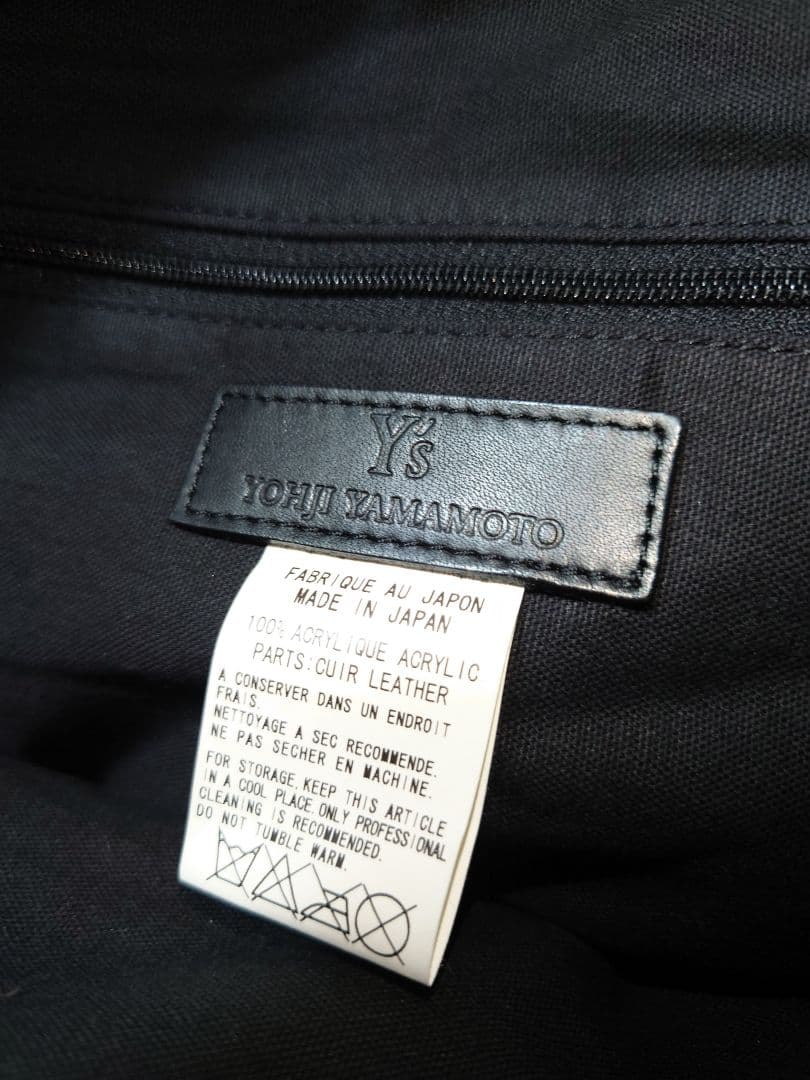 Y's
YOHJI YAMAMOTO
FABRIQUE AU JAPON
MADE IN JAPAN
100% ACRYLIQUE ACRYLIC
PARTS:CUIR LEATHER
A CONSERVER DANS UN ENDROIT
FRAIS.
NETTOYAGE A SEC RECOMMENDE.
NE PAS SECHER EN MACHINE.
FOR STORAGE, KEEP THIS ARTICLE
IN A COOL PLACE. ONLY PROFESSIONAL
CLEANING IS RECOMMENDED.
DO NOT TUMBLE WARM.